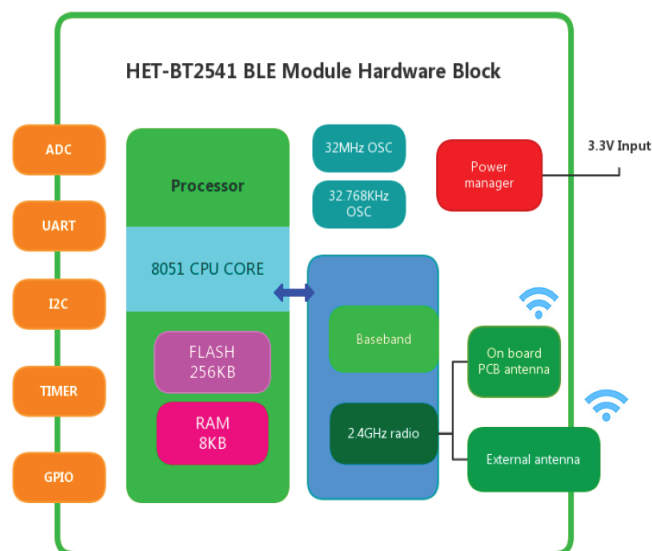 HET-BT2541 BLE Module Hardware Block
ADC
UART
I2C
TIMER
GPIO
Processor
8051 CPU CORE
FLASH
256KB
RAM
8KB
32MHz OSC
32.768KHz
OSC
Power
manager
3.3V Input
Baseband
2.4GHz radio
On board
PCB antenna
External antenna